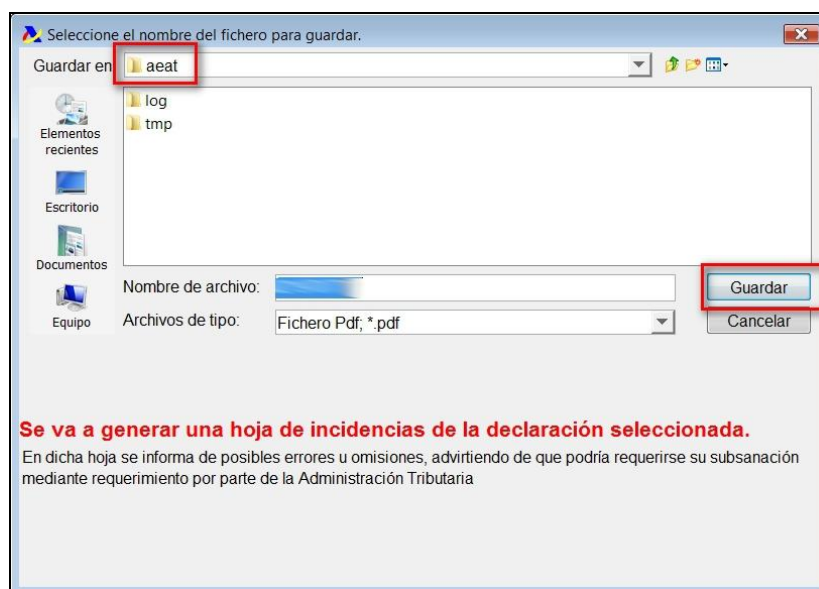 Seleccione el nombre del fichero para guardar.
Guardar en
aeat
log
tmp
Elementos
recientes
Escritorio
Documentos
Equipo
Nombre de archivo:
Guardar
Archivos de tipo:
Fichero Pdf; *.pdf
Cancelar
Se va a generar una hoja de incidencias de la declaración seleccionada.
En dicha hoja se informa de posibles errores u omisiones, advirtiendo de que podría requerirse su subsanación
mediante requerimiento por parte de la Administración Tributaria